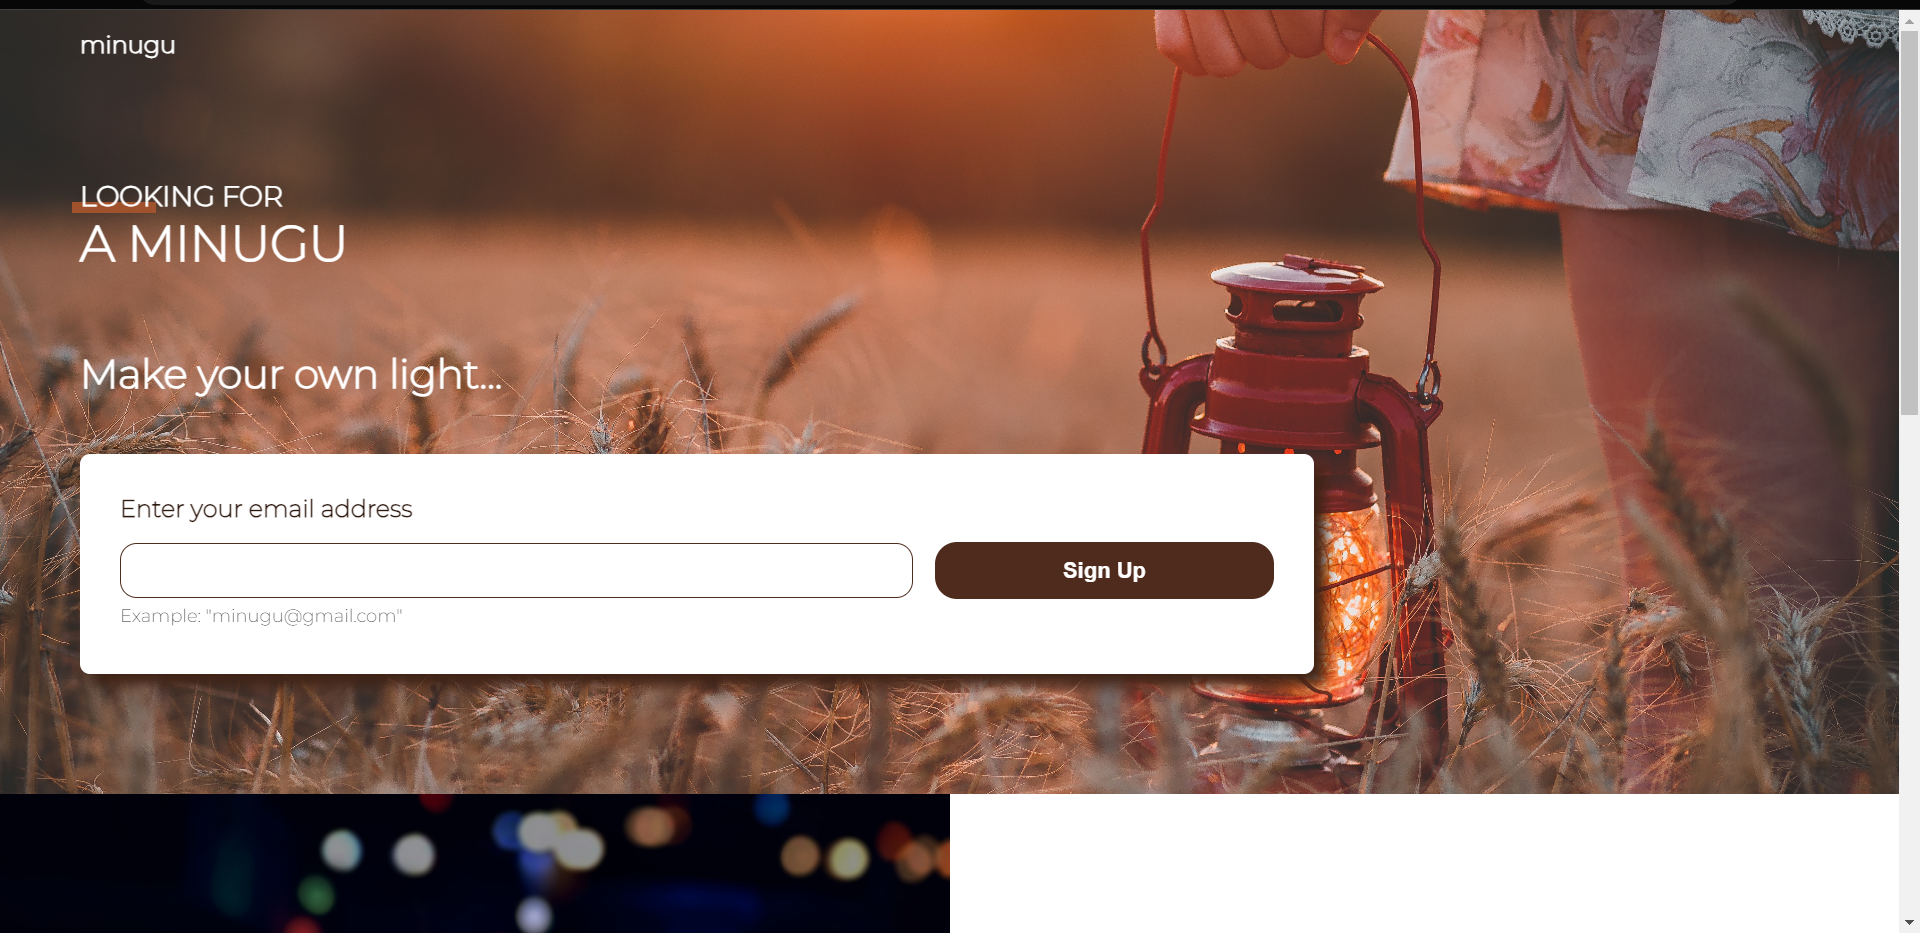 minugu
LOOKING FOR
A MINUGU
Make your own light...
Enter your email address
Sign Up
Example: "minugu@gmail.com"